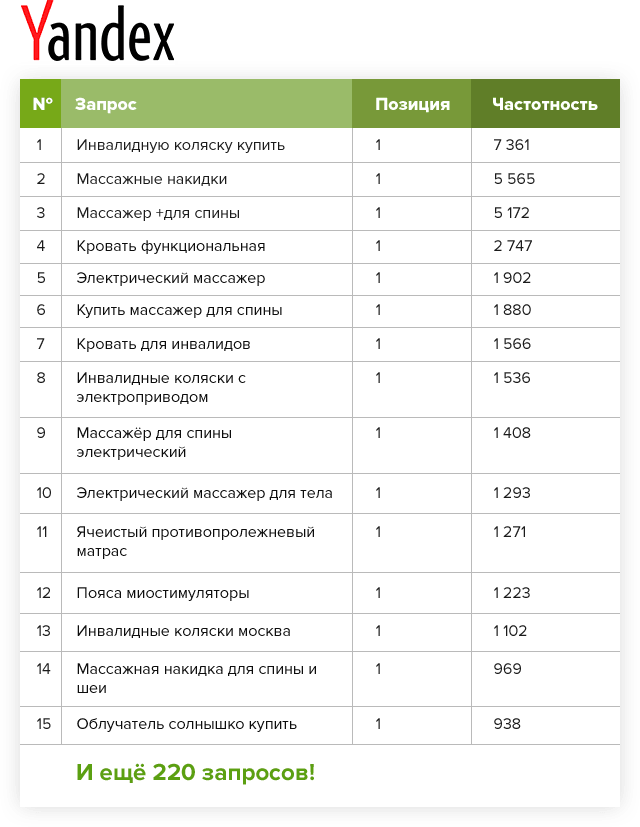 Yandex
№ Запрос Позиция Частотность
1 Инвалидную коляску купить 1 7 361
2 Массажные накидки 1 5 565
3 Массажер +для спины 1 5 172
4 Кровать функциональная 1 2 747
5 Электрический массажер 1 1 902
6 Купить массажер для спины 1 1 880
7 Кровать для инвалидов 1 1 566
8 Инвалидные коляски с 1 1 536
электроприводом
9 Массажёр для спины 1 1 408
электрический
10 Электрический массажер для тела 1 1 293
11 Ячеистый противопролежневый 1 1 271
матрас
12 Пояса миостимуляторы 1 1 223
13 Инвалидные коляски москва 1 1 102
14 Массажная накидка для спины и 1 969
шеи
15 Облучатель солнышко купить 1 938
И ещё 220 запросов!